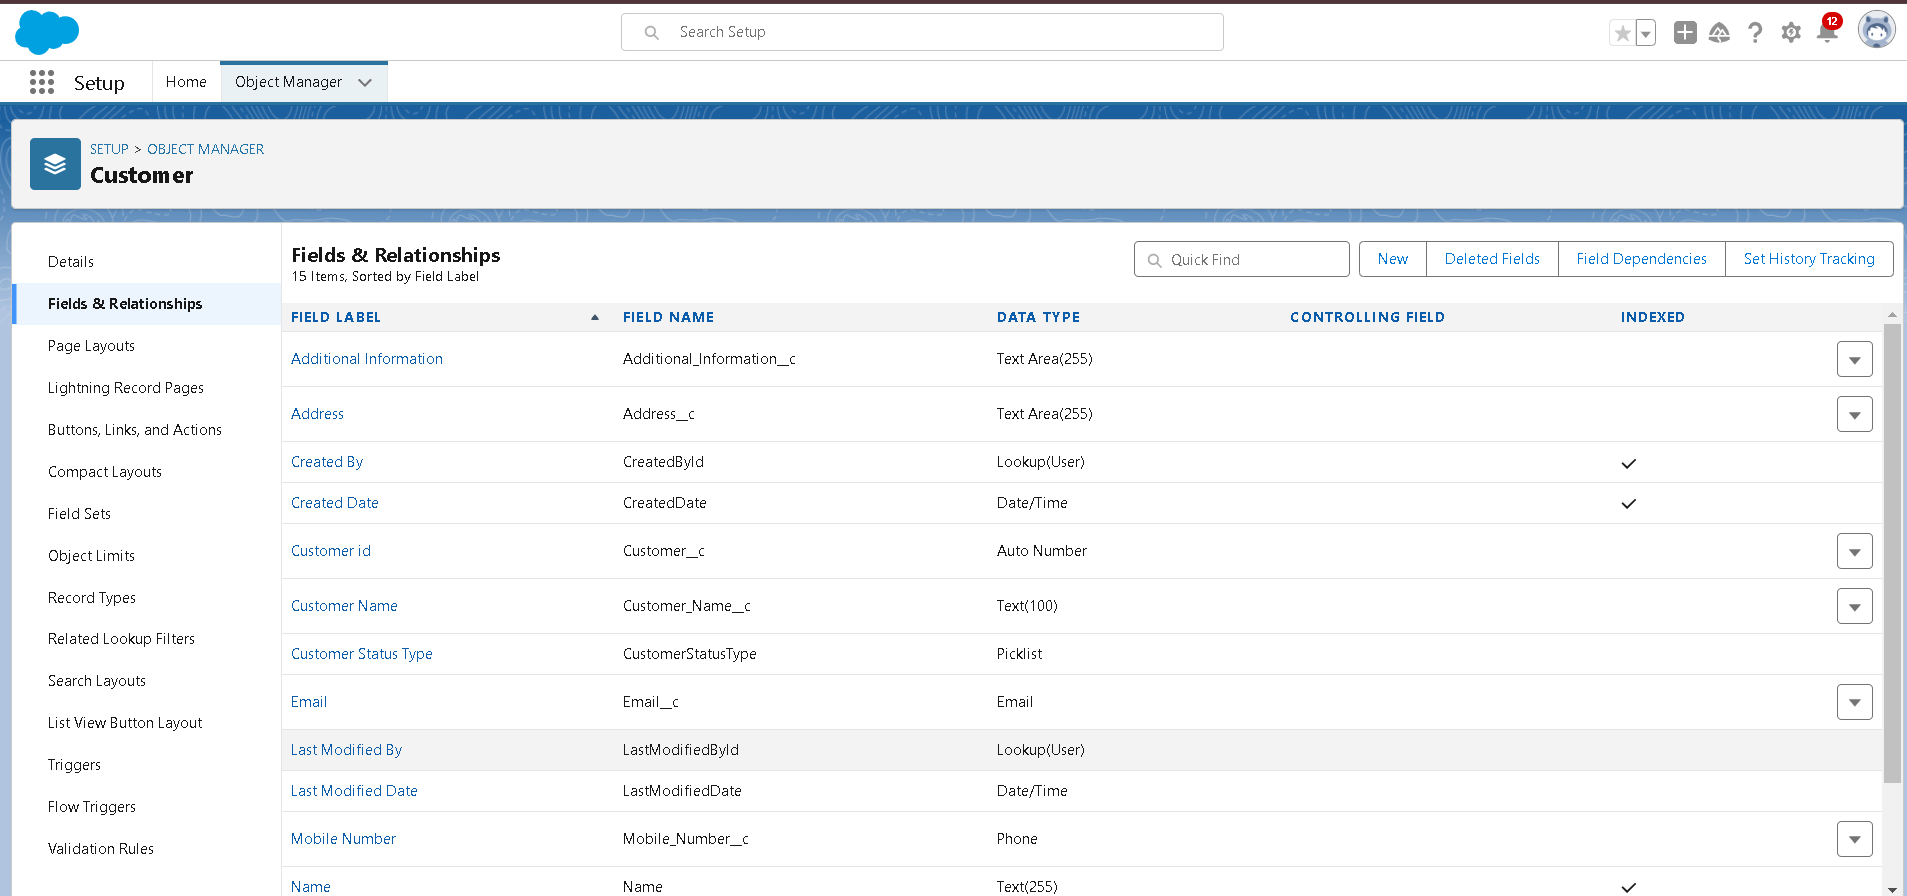 Search Setup
12
Setup
Home
Object Manager
SETUP > OBJECT MANAGER
Customer
Details
Fields & Relationships
Page Layouts
Lightning Record Pages
Buttons, Links, and Actions
Compact Layouts
Field Sets
Object Limits
Record Types
Related Lookup Filters
Search Layouts
List View Button Layout
Triggers
Flow Triggers
Validation Rules
Fields & Relationships
15 Items, Sorted by Field Label
Quick Find
New
Deleted Fields
Field Dependencies
Set History Tracking
FIELD LABEL FIELD NAME DATA TYPE CONTROLLING FIELD INDEXED
Additional Information Additional_Information__c Text Area(255)
Address Address__c Text Area(255)
Created By CreatedById Lookup(User)
Created Date CreatedDate Date/Time
Customer id Customer__c Auto Number
Customer Name Customer_Name__c Text(100)
Customer Status Type CustomerStatusType Picklist
Email Email__c Email
Last Modified By LastModifiedById Lookup(User)
Last Modified Date LastModifiedDate Date/Time
Mobile Number Mobile_Number__c Phone
Name Name Text(255)